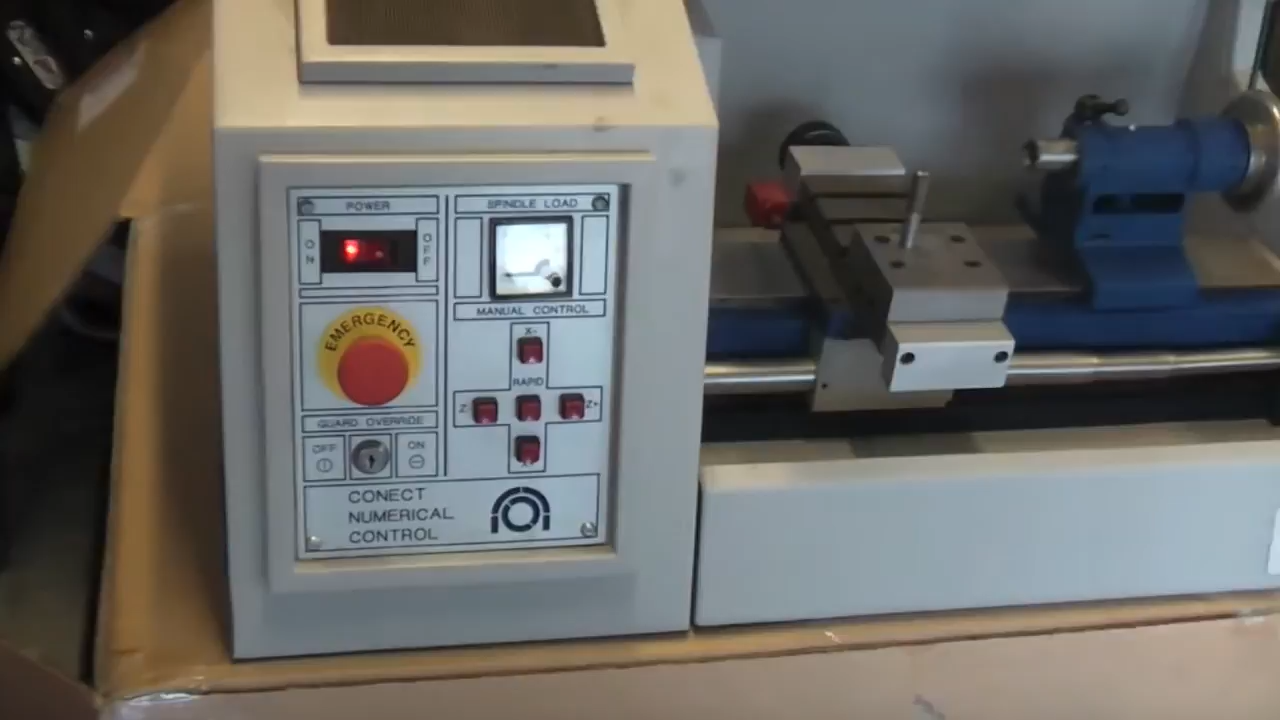 POWER
ON
OFF
SPINDLE LOAD
EMERGENCY
MANUAL CONTROL
X-
RAPID
Z-
Z+
GUARD OVERRIDE
OFF
ON
CONECT
NUMERICAL
CONTROL